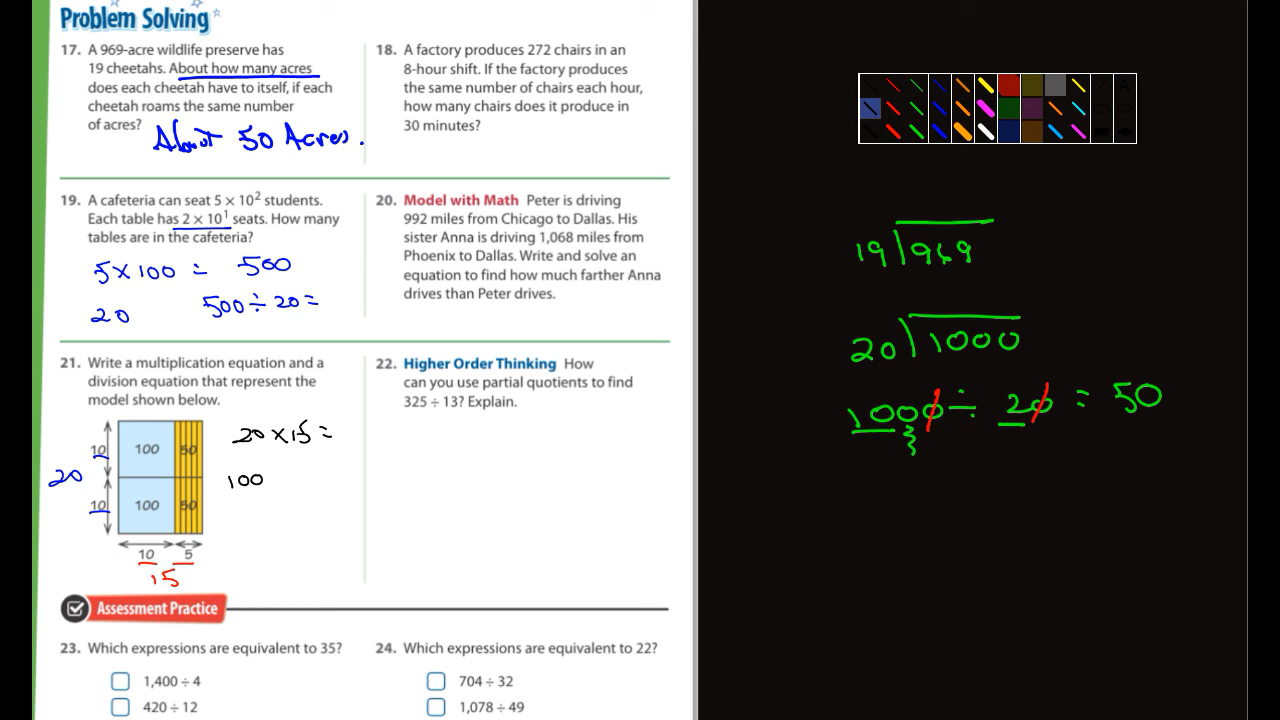 Problem Solving
17. A 969-acre wildlife preserve has
19 cheetahs. About how many acres
does each cheetah have to itself, if each
cheetah roams the same number
of acres?
About 50 Acres.
18. A factory produces 272 chairs in an
8-hour shift. If the factory produces
the same number of chairs each hour,
how many chairs does it produce in
30 minutes?
19. A cafeteria can seat 5 × 10² students.
Each table has 2 × 10¹ seats. How many
tables are in the cafeteria?
5 × 100 = 500
20 500 ÷ 20 =
20. Model with Math Peter is driving
992 miles from Chicago to Dallas. His
sister Anna is driving 1,068 miles from
Phoenix to Dallas. Write and solve an
equation to find how much farther Anna
drives than Peter drives.
21. Write a multiplication equation and a
division equation that represent the
model shown below.
10 100 50 20 × 15 =
20
100
10 100 50
10 5
15
22. Higher Order Thinking How
can you use partial quotients to find
325 ÷ 13? Explain.
Assessment Practice
23. Which expressions are equivalent to 35?
1,400 ÷ 4
420 ÷ 12
24. Which expressions are equivalent to 22?
704 ÷ 32
1,078 ÷ 49
A
19)969
20)1000
1000 ÷ 20 = 50